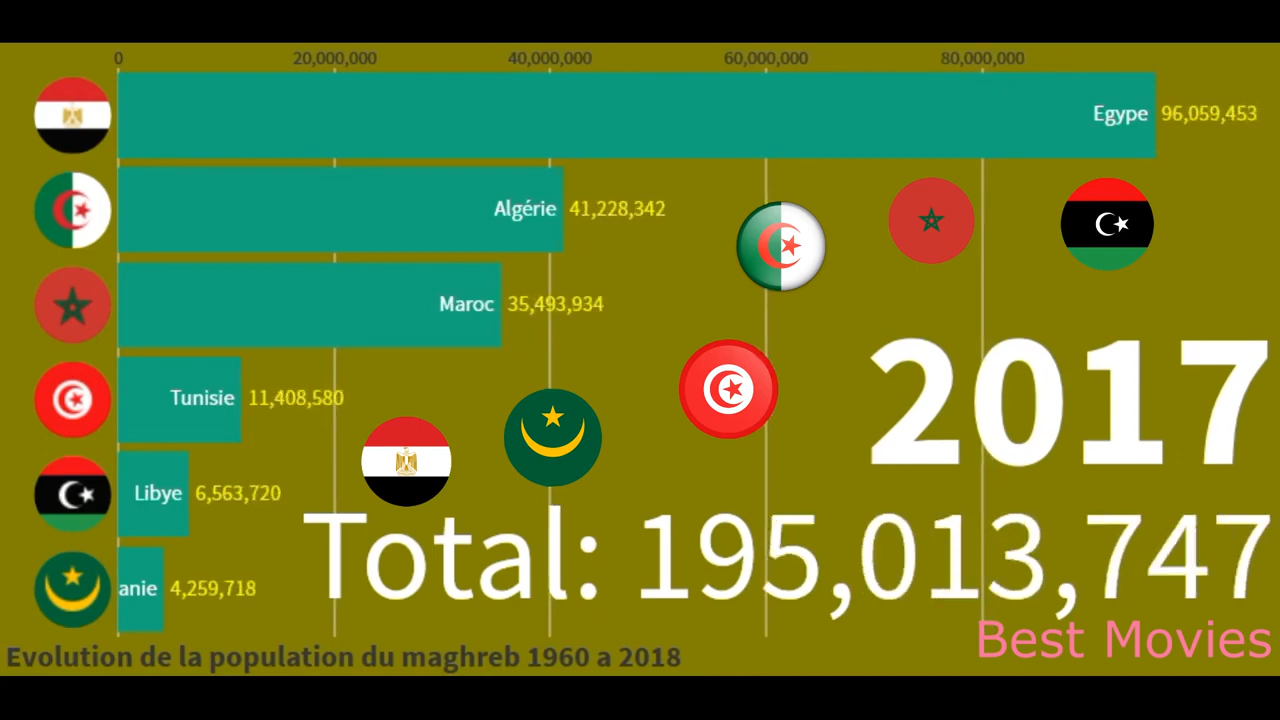 0 20,000,000 40,000,000 60,000,000 80,000,000
Egype 96,059,453
Algérie 41,228,342
Maroc 35,493,934
Tunisie 11,408,580
Libye 6,563,720
anie 4,259,718
2017
Total: 195,013,747
Best Movies
Evolution de la population du maghreb 1960 a 2018